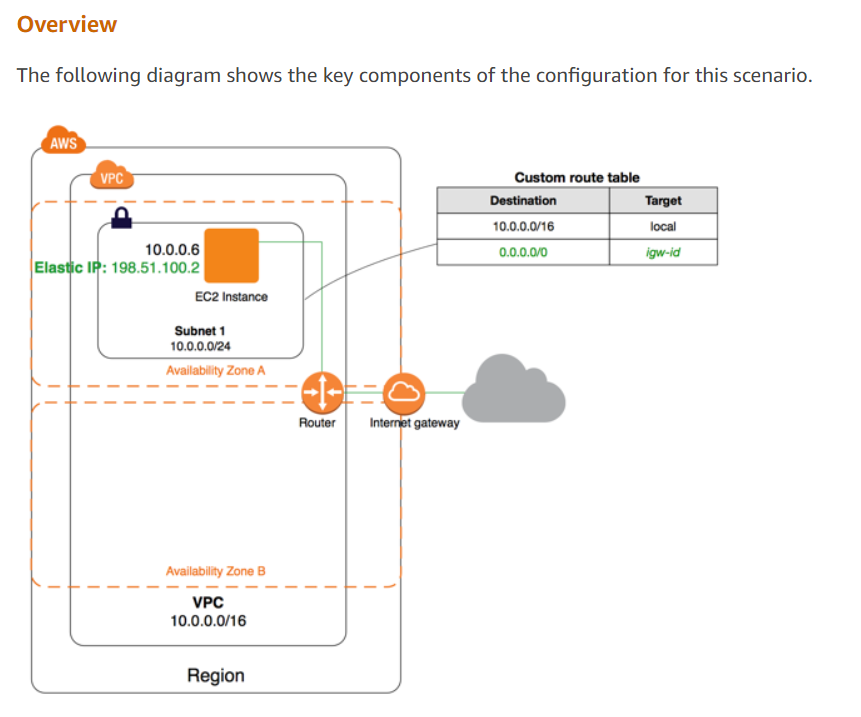 Overview
The following diagram shows the key components of the configuration for this scenario.
AWS
VPC
Custom route table
Destination Target
10.0.0.0/16 local
0.0.0.0/0 igw-id
10.0.0.6
Elastic IP: 198.51.100.2
EC2 Instance
Subnet 1
10.0.0.0/24
Availability Zone A
Router
Internet gateway
Availability Zone B
VPC
10.0.0.0/16
Region